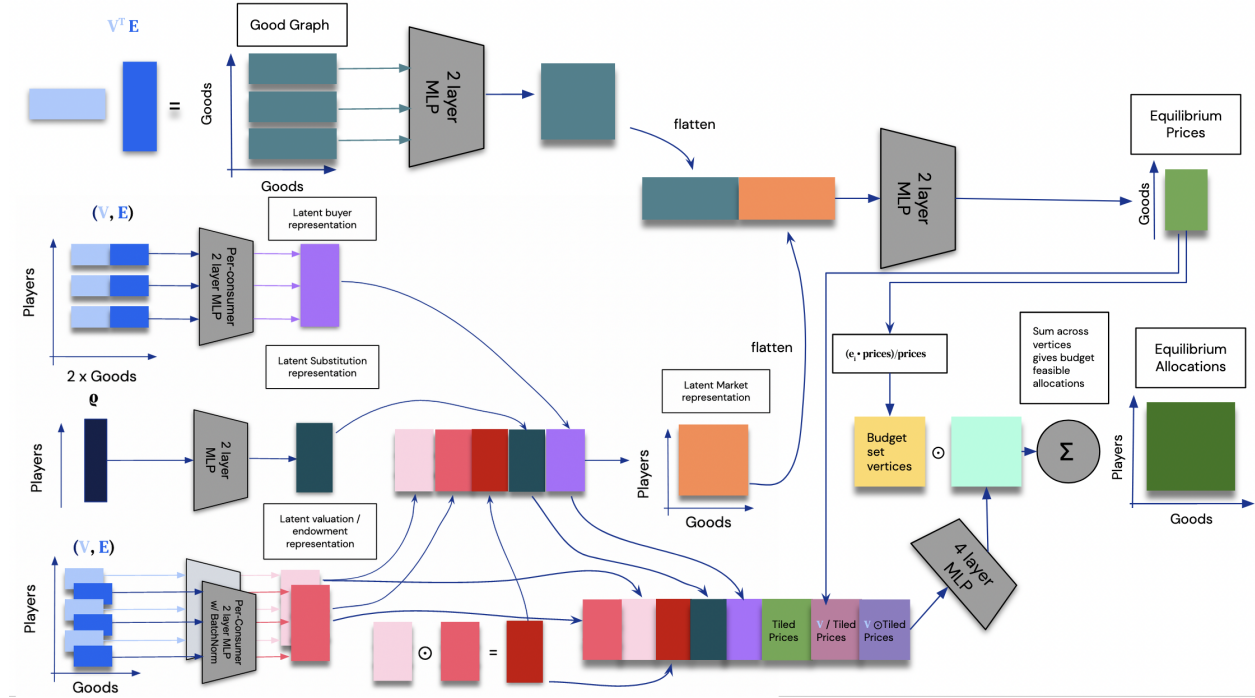 V^T E
=
Good Graph
Goods
Goods
2 layer
MLP
flatten
2 layer
MLP
Equilibrium
Prices
Goods
(V, E)
Players
2 x Goods
Per-consumer
2 layer MLP
Latent buyer
representation
Latent Substitution
representation
ϱ
Players
2 layer
MLP
Latent valuation /
endowment
representation
(V, E)
Players
Goods
Per-Consumer
2 layer MLP
w/ BatchNorm
⊙
=
flatten
Latent Market
representation
Players
Goods
(e_i • prices)/prices
Budget
set
vertices
⊙
Sum across
vertices
gives budget
feasible
allocations
Σ
Equilibrium
Allocations
Players
Goods
4 layer
MLP
Tiled
Prices
V / Tiled
Prices
V ⊙Tiled
Prices